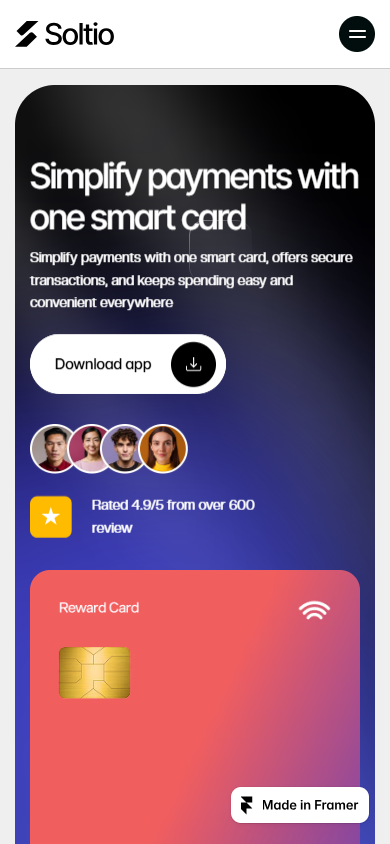 Soltio
Simplify payments with
one smart card
Simplify payments with one smart card, offers secure
transactions, and keeps spending easy and
convenient everywhere
Download app
Rated 4.9/5 from over 600
review
Reward Card
Made in Framer